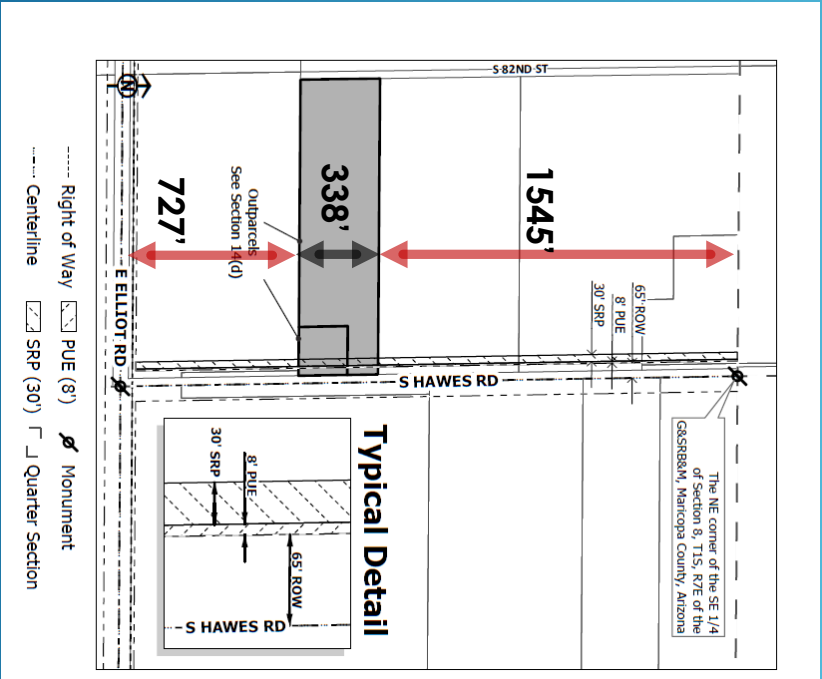 S 82ND ST
N
1545'
338'
727'
Outparcels
See Section 14(d)
65' ROW
8' PUE
30' SRP
E ELLIOT RD
S HAWES RD
The NE corner of the SE 1/4
of Section 8, T1S, R7E of the
G&SRB&M, Maricopa County, Arizona
Typical Detail
8' PUE
30' SRP
65' ROW
S HAWES RD
Right of Way
PUE (8')
Monument
Centerline
SRP (30')
Quarter Section